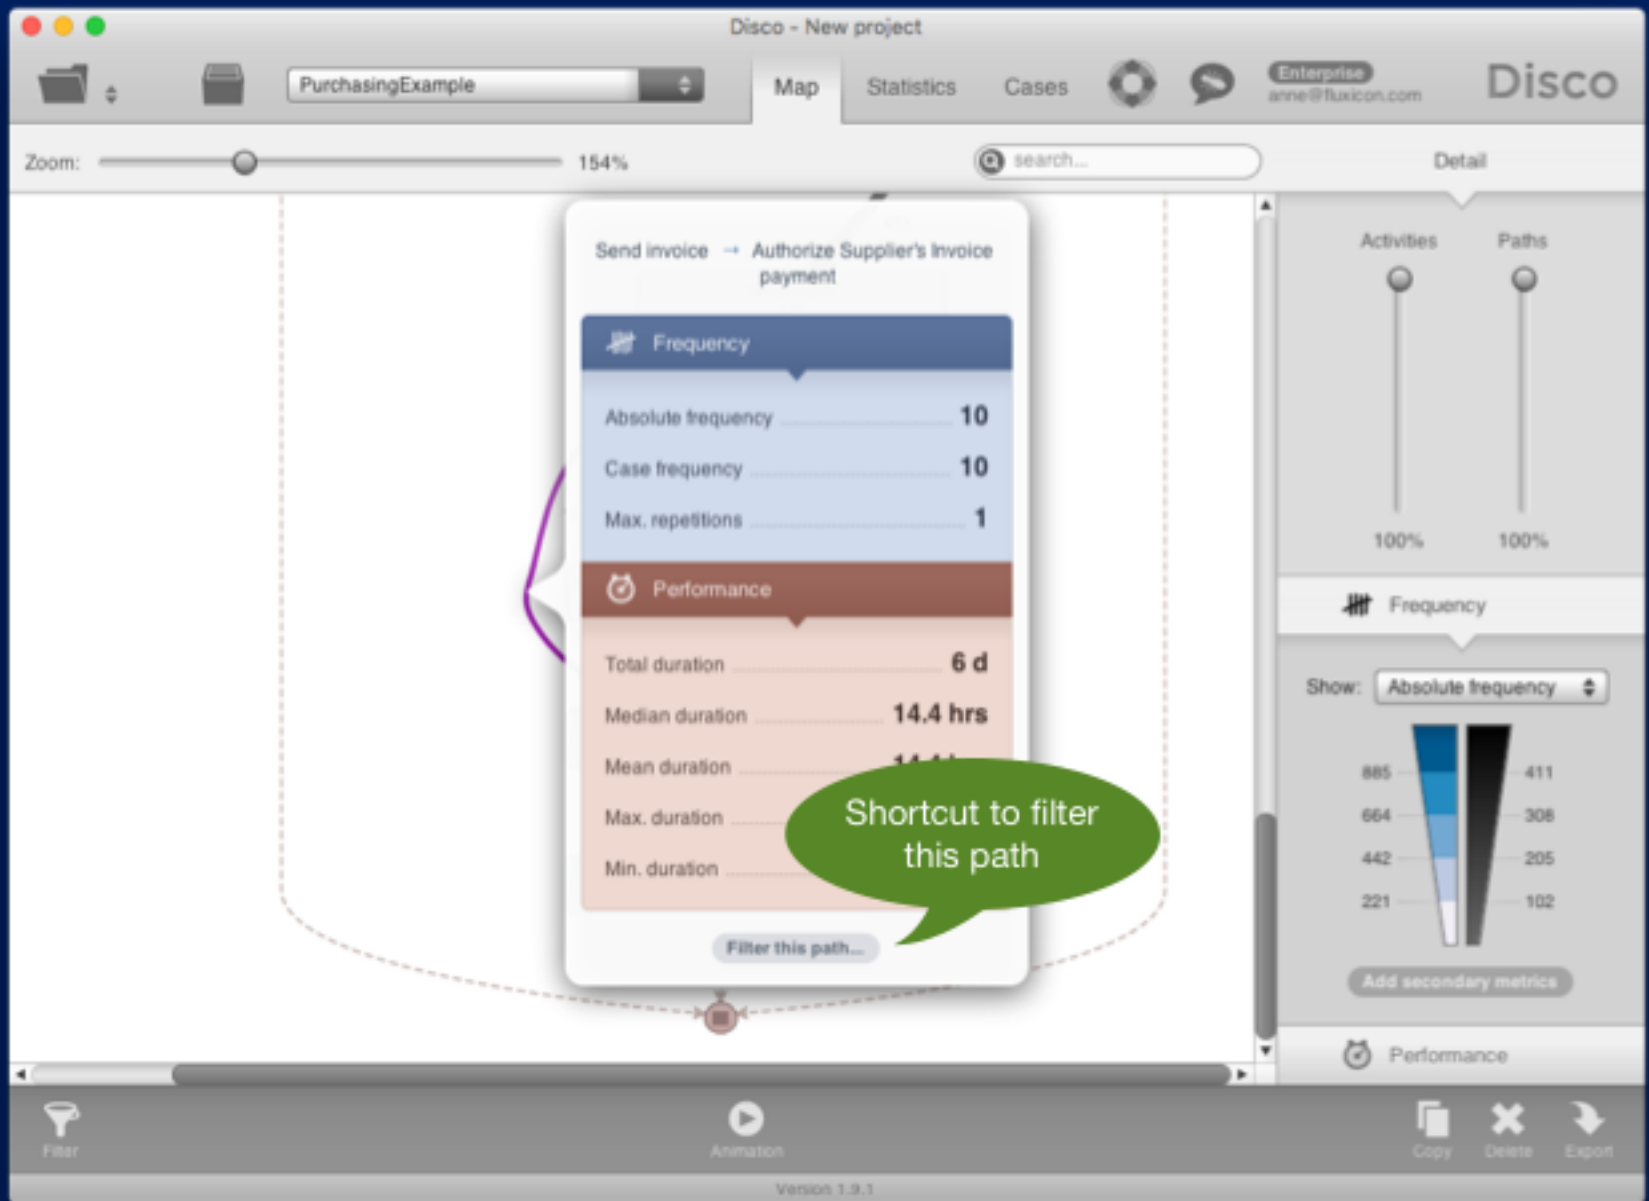 Disco - New project
PurchasingExample
Map
Statistics
Cases
Enterprise
anne@fluxicon.com
Disco
Zoom:
154%
search...
Detail
Send invoice → Authorize Supplier's Invoice
payment
Frequency
Absolute frequency 10
Case frequency 10
Max. repetitions 1
Performance
Total duration 6 d
Median duration 14.4 hrs
Mean duration
Max. duration
Min. duration
Shortcut to filter
this path
Filter this path...
Activities
Paths
100%
100%
Frequency
Show: Absolute frequency
885 411
664 308
442 205
221 102
Add secondary metrics
Performance
Filter
Animation
Copy
Delete
Export
Version 1.9.1